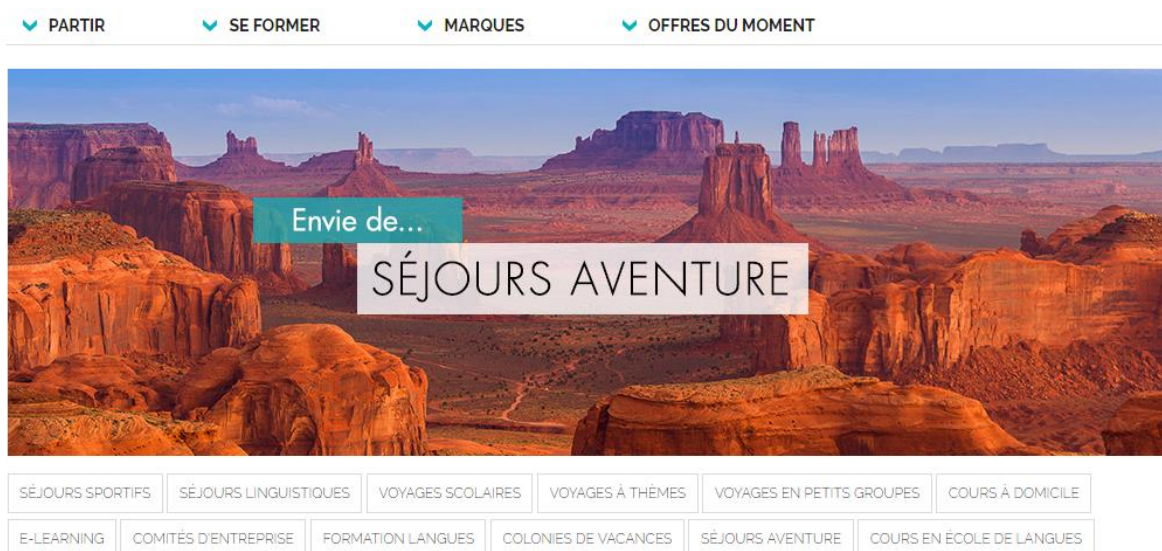 PARTIR SE FORMER MARQUES OFFRES DU MOMENT
Envie de...
SÉJOURS AVENTURE
SÉJOURS SPORTIFS SÉJOURS LINGUISTIQUES VOYAGES SCOLAIRES VOYAGES À THÈMES VOYAGES EN PETITS GROUPES COURS À DOMICILE
E-LEARNING COMITÉS D'ENTREPRISE FORMATION LANGUES COLONIES DE VACANCES SÉJOURS AVENTURE COURS EN ÉCOLE DE LANGUES